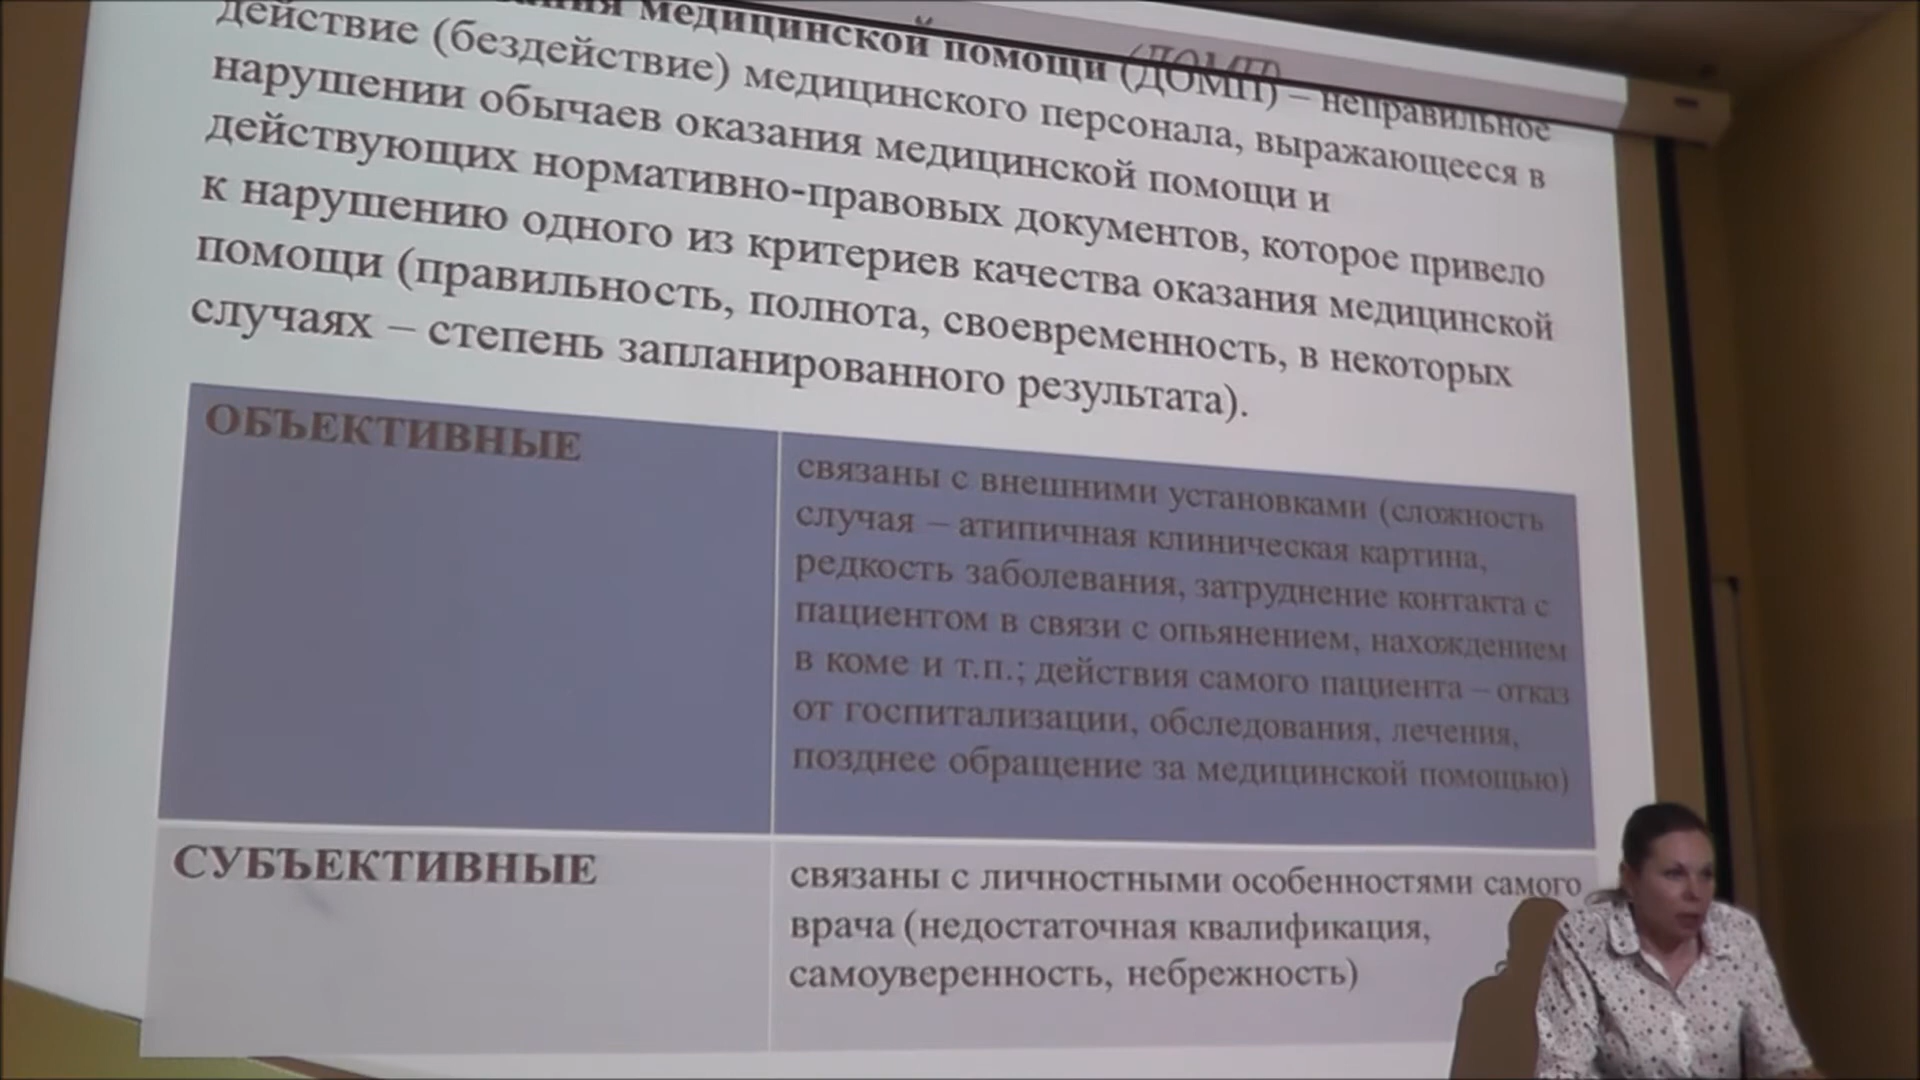 медицинской помощи (ДОМП) – неправильное
действие (бездействие) медицинского персонала, выражающееся в
нарушении обычаев оказания медицинской помощи и
действующих нормативно-правовых документов, которое привело
к нарушению одного из критериев качества оказания медицинской
помощи (правильность, полнота, своевременность, в некоторых
случаях – степень запланированного результата).
ОБЪЕКТИВНЫЕ
связаны с внешними установками (сложность
случая – атипичная клиническая картина,
редкость заболевания, затруднение контакта с
пациентом в связи с опьянением, нахождением
в коме и т.п.; действия самого пациента – отказ
от госпитализации, обследования, лечения,
позднее обращение за медицинской помощью)
СУБЪЕКТИВНЫЕ
связаны с личностными особенностями самого
врача (недостаточная квалификация,
самоуверенность, небрежность)